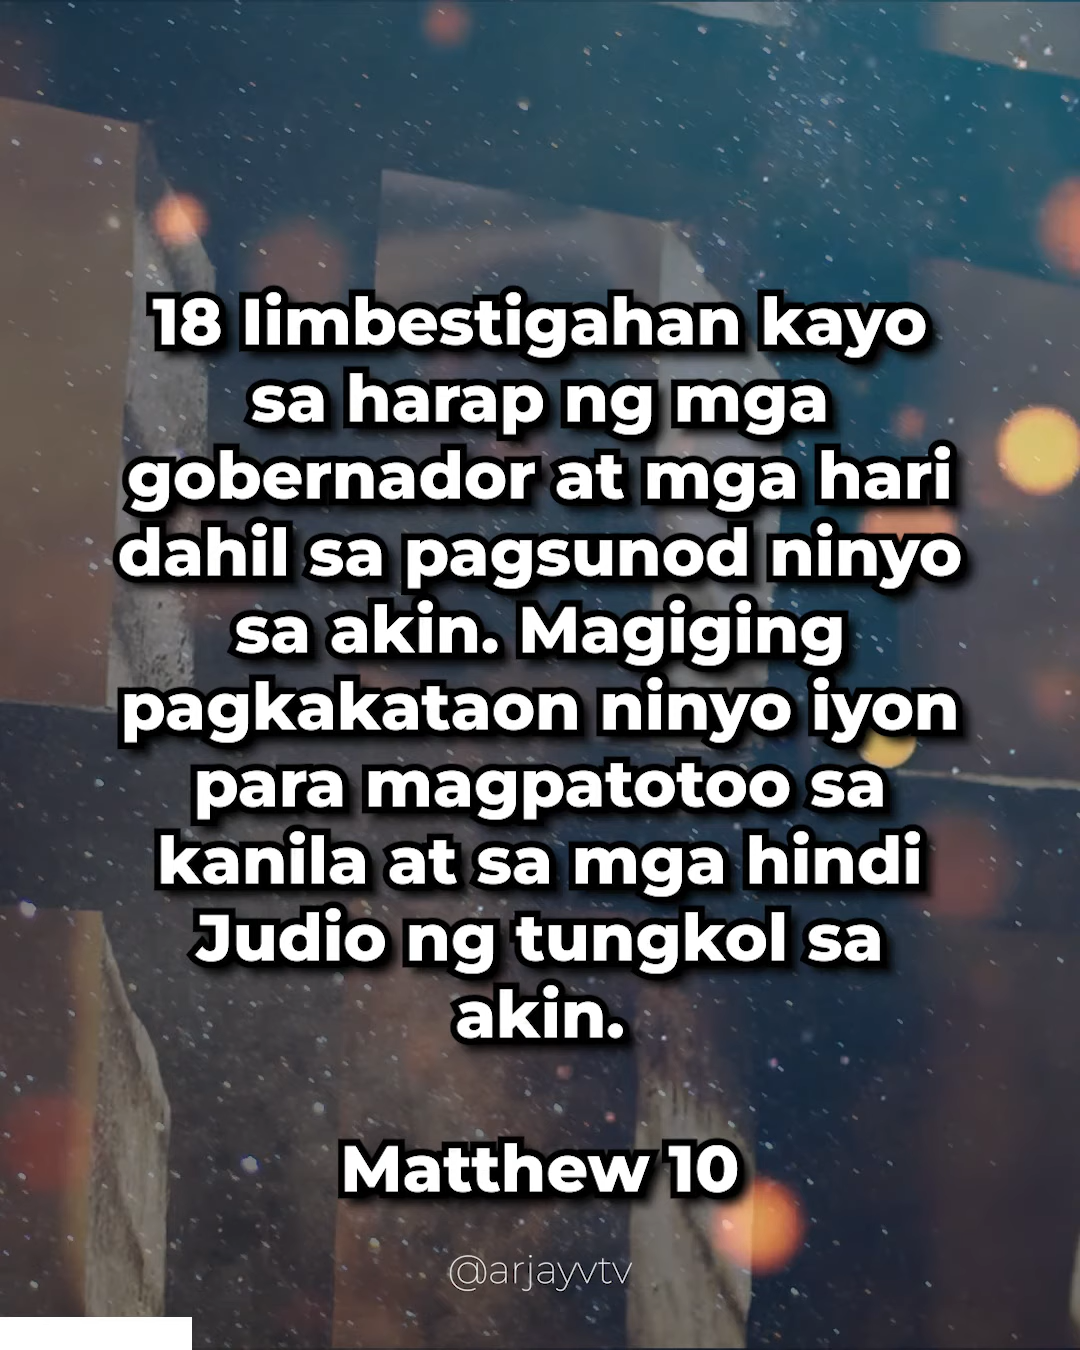 18 Iimbestigahan kayo
sa harap ng mga
gobernador at mga hari
dahil sa pagsunod ninyo
sa akin. Magiging
pagkakataon ninyo iyon
para magpatotoo sa
kanila at sa mga hindi
Judio ng tungkol sa
akin.
Matthew 10
@arjayvtv